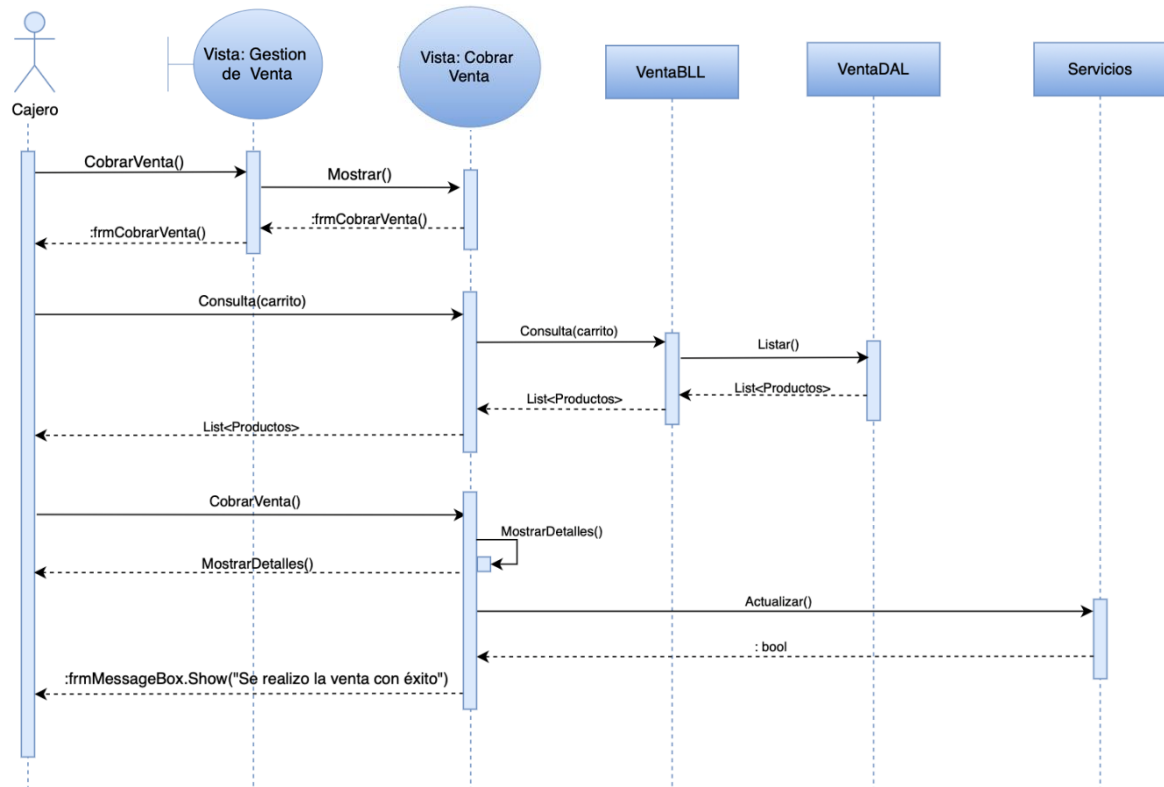 Vista: Gestion
de Venta
Vista: Cobrar
Venta
VentaBLL
VentaDAL
Servicios
Cajero
CobrarVenta()
Mostrar()
:frmCobrarVenta()
:frmCobrarVenta()
Consulta(carrito)
Consulta(carrito)
Listar()
List<Productos>
List<Productos>
List<Productos>
CobrarVenta()
MostrarDetalles()
MostrarDetalles()
Actualizar()
: bool
:frmMessageBox.Show("Se realizo la venta con éxito")